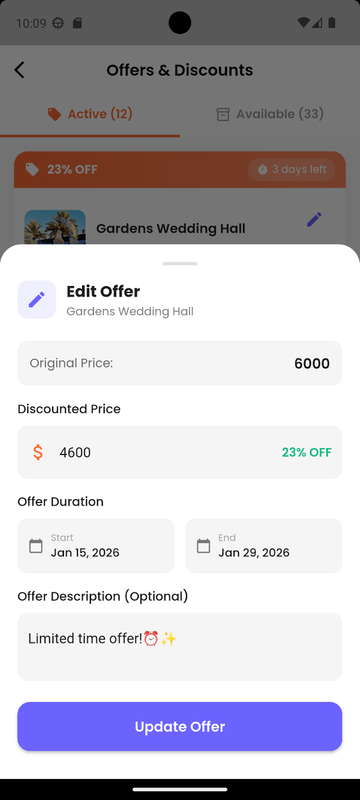 10:09
Offers & Discounts
Active (12)
Available (33)
23% OFF
3 days left
Gardens Wedding Hall
Edit Offer
Gardens Wedding Hall
Original Price:
6000
Discounted Price
$ 4600
23% OFF
Offer Duration
Start
Jan 15, 2026
End
Jan 29, 2026
Offer Description (Optional)
Limited time offer!⏰✨
Update Offer